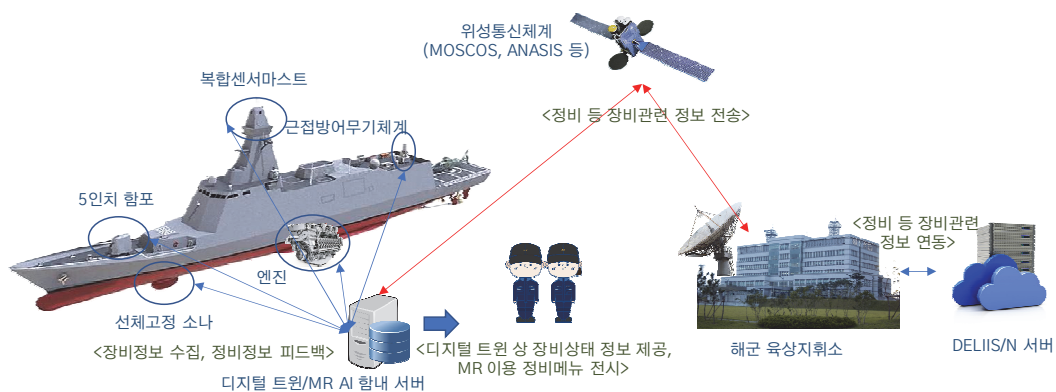 위성통신체계
(MOSCOS, ANASIS 등)
복합센서마스트
<정비 등 장비관련 정보 전송>
근접방어무기체계
5인치 함포
<정비 등 장비관련
정보 연동>
엔진
선체고정 소나
<장비정보 수집, 정비정보 피드백>
디지털 트윈/MR AI 함내 서버
<디지털 트윈 상 장비상태 정보 제공,
MR 이용 정비메뉴 전시>
해군 육상지휘소
DELIIS/N 서버